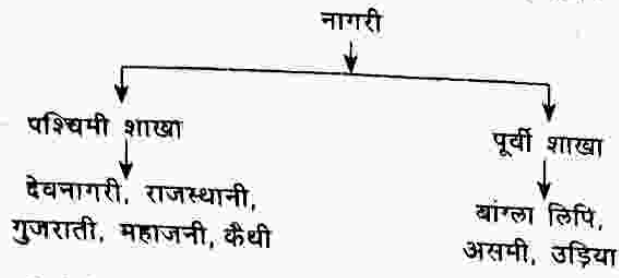 नागरी
पश्चिमी शाखा
देवनागरी, राजस्थानी,
गुजराती, महाजनी, कैथी
पूर्वी शाखा
बांग्ला लिपि,
असमी, उड़िया